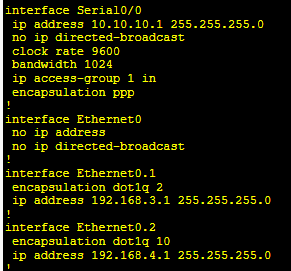 interface Serial0/0
ip address 10.10.10.1 255.255.255.0
no ip directed-broadcast
clock rate 9600
bandwidth 1024
ip access-group 1 in
encapsulation ppp
!
interface Ethernet0
no ip address
no ip directed-broadcast
!
interface Ethernet0.1
encapsulation dot1q 2
ip address 192.168.3.1 255.255.255.0
!
interface Ethernet0.2
encapsulation dot1q 10
ip address 192.168.4.1 255.255.255.0
!